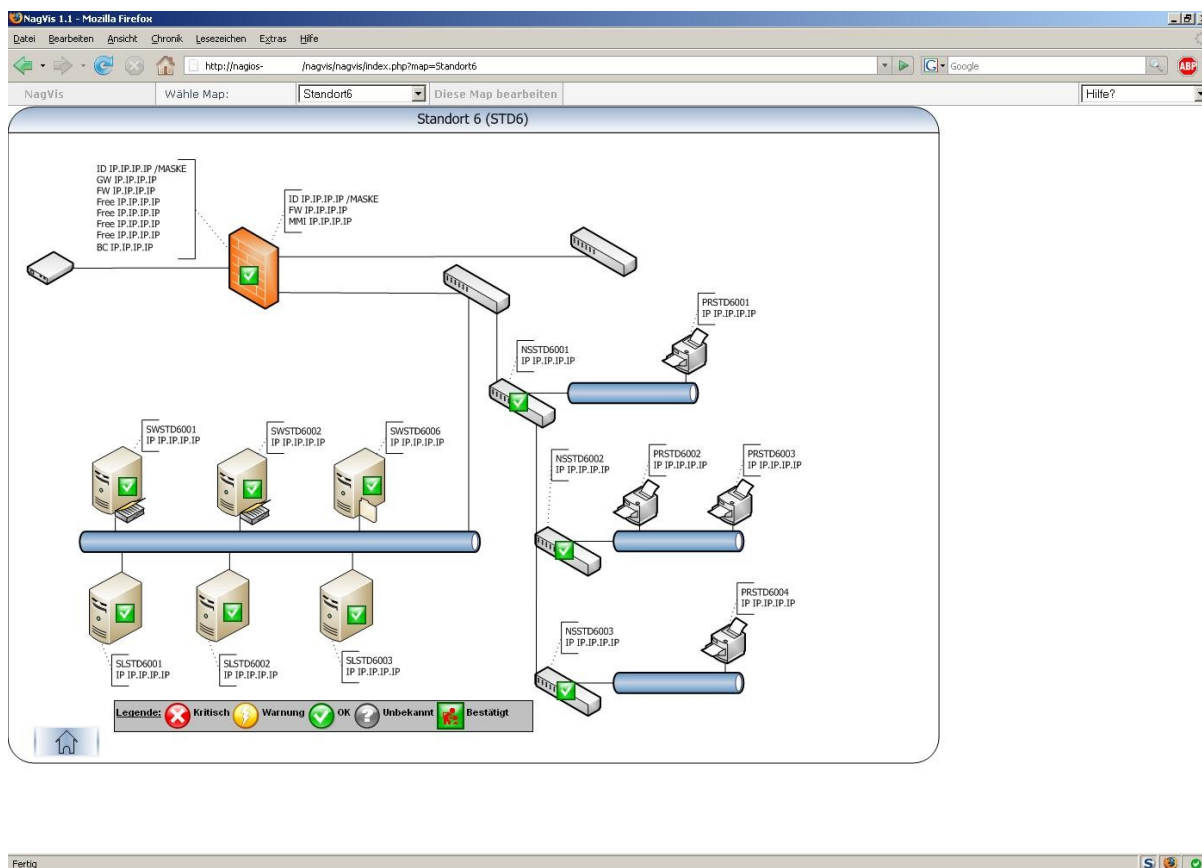 NagVis 1.1 - Mozilla Firefox
Datei Bearbeiten Ansicht Chronik Lesezeichen Extras Hilfe
http://nagios- /nagvis/nagvis/index.php?map=Standort6
G Google
ABP
NagVis Wähle Map: Standort6 Diese Map bearbeiten Hilfe?
Standort 6 (STD6)
ID IP.IP.IP.IP /MASKE
GW IP.IP.IP.IP
FW IP.IP.IP.IP
Free IP.IP.IP.IP
Free IP.IP.IP.IP
Free IP.IP.IP.IP
Free IP.IP.IP.IP
BC IP.IP.IP.IP
ID IP.IP.IP.IP /MASKE
FW IP.IP.IP.IP
MMI IP.IP.IP.IP
PRSTD6001
IP IP.IP.IP.IP
NSSTD6001
IP IP.IP.IP.IP
SWSTD6001
IP IP.IP.IP.IP
SWSTD6002
IP IP.IP.IP.IP
SWSTD6006
IP IP.IP.IP.IP
NSSTD6002
IP IP.IP.IP.IP
PRSTD6002
IP IP.IP.IP.IP
PRSTD6003
IP IP.IP.IP.IP
PRSTD6004
IP IP.IP.IP.IP
NSSTD6003
IP IP.IP.IP.IP
SLSTD6001
IP IP.IP.IP.IP
SLSTD6002
IP IP.IP.IP.IP
SLSTD6003
IP IP.IP.IP.IP
Legende: Kritisch Warnung OK ? Unbekannt Bestätigt
Fertig
S